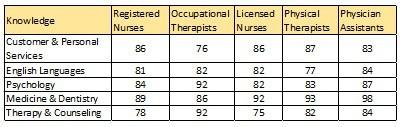 Knowledge Registered Nurses Occupational Therapists Licensed Nurses Physical Therapists Physician Assistants
Customer & Personal Services 86 76 86 87 83
English Languages 81 82 82 77 84
Psychology 84 92 82 83 87
Medicine & Dentistry 89 86 92 93 98
Therapy & Counseling 78 92 75 82 84